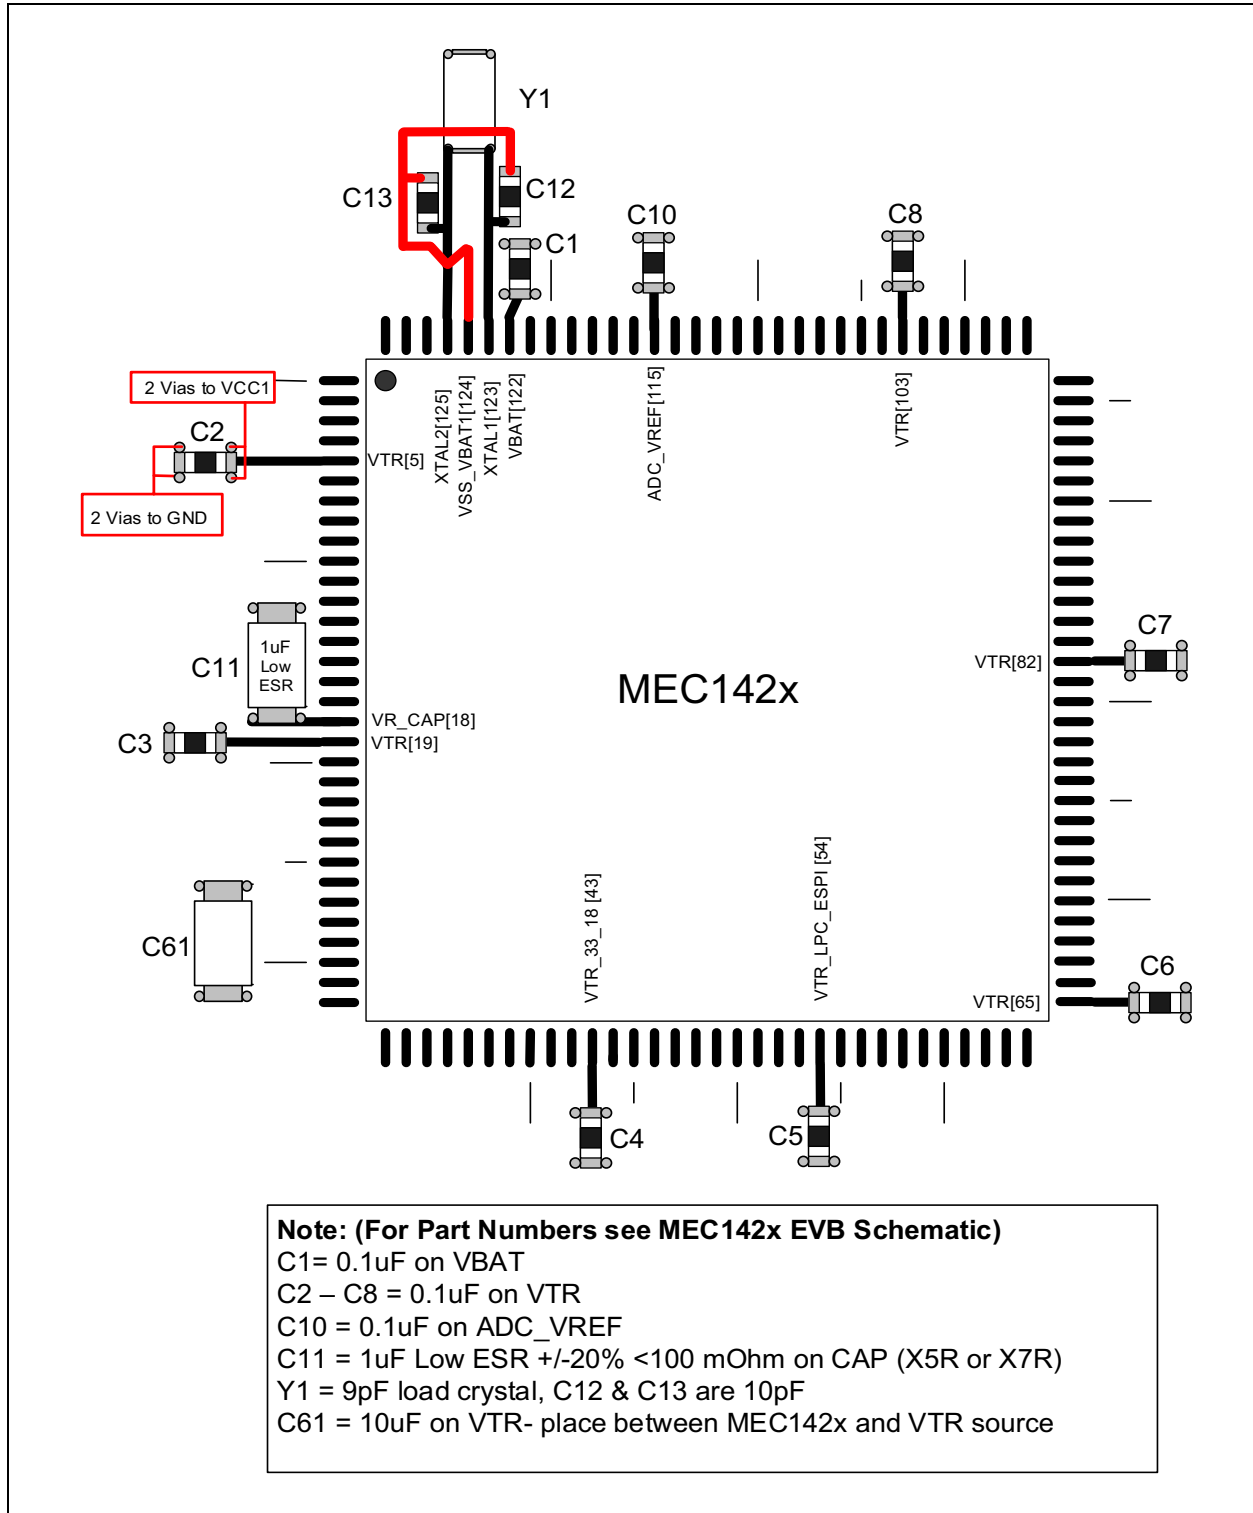 Y1
C13
C12
C1
C10
C8
2 Vias to VCC1
C2
2 Vias to GND
XTAL2[125]
VSS_VBAT1[124]
XTAL1[123]
VBAT[122]
ADC_VREF[115]
VTR[103]
VTR[5]
C11
1uF
Low
ESR
MEC142x
VTR[82]
C7
VR_CAP[18]
C3
VTR[19]
C61
VTR_33_18 [43]
VTR_LPC_ESPI [54]
VTR[65]
C6
C4
C5
Note: (For Part Numbers see MEC142x EVB Schematic)
C1= 0.1uF on VBAT
C2 – C8 = 0.1uF on VTR
C10 = 0.1uF on ADC_VREF
C11 = 1uF Low ESR +/-20% <100 mOhm on CAP (X5R or X7R)
Y1 = 9pF load crystal, C12 & C13 are 10pF
C61 = 10uF on VTR- place between MEC142x and VTR source